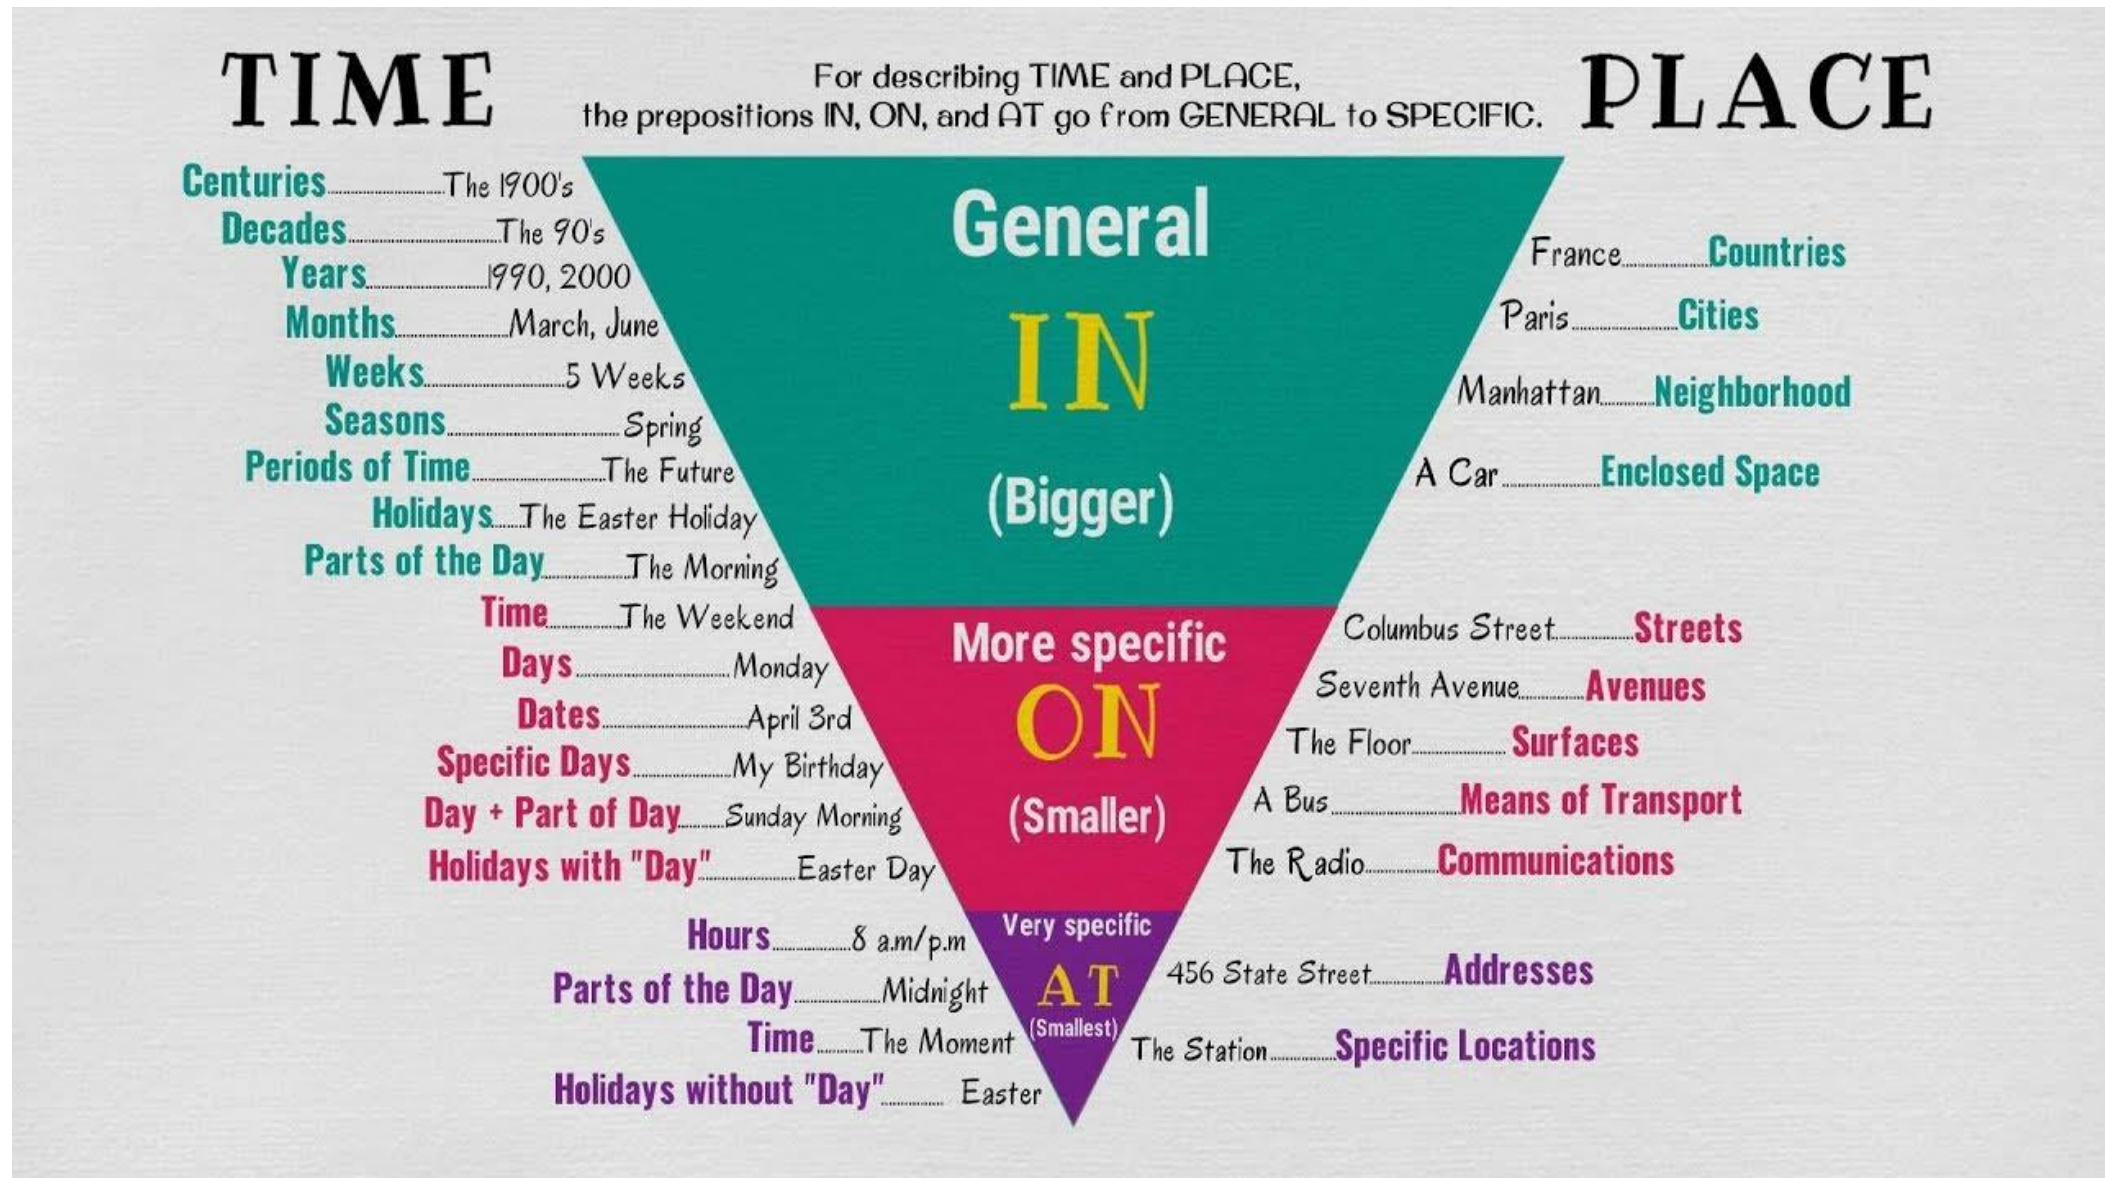 TIME
For describing TIME and PLACE,
the prepositions IN, ON, and AT go from GENERAL to SPECIFIC.
PLACE
Centuries The 1900's
Decades The 90's
Years 1990, 2000
Months March, June
Weeks 5 Weeks
Seasons Spring
Periods of Time The Future
Holidays The Easter Holiday
Parts of the Day The Morning
General
IN
(Bigger)
France Countries
Paris Cities
Manhattan Neighborhood
A Car Enclosed Space
Time The Weekend
Days Monday
Dates April 3rd
Specific Days My Birthday
Day + Part of Day Sunday Morning
Holidays with "Day" Easter Day
More specific
ON
(Smaller)
Columbus Street Streets
Seventh Avenue Avenues
The Floor Surfaces
A Bus Means of Transport
The Radio Communications
Hours 8 a.m/p.m
Parts of the Day Midnight
Time The Moment
Holidays without "Day" Easter
Very specific
AT
(Smallest)
456 State Street Addresses
The Station Specific Locations